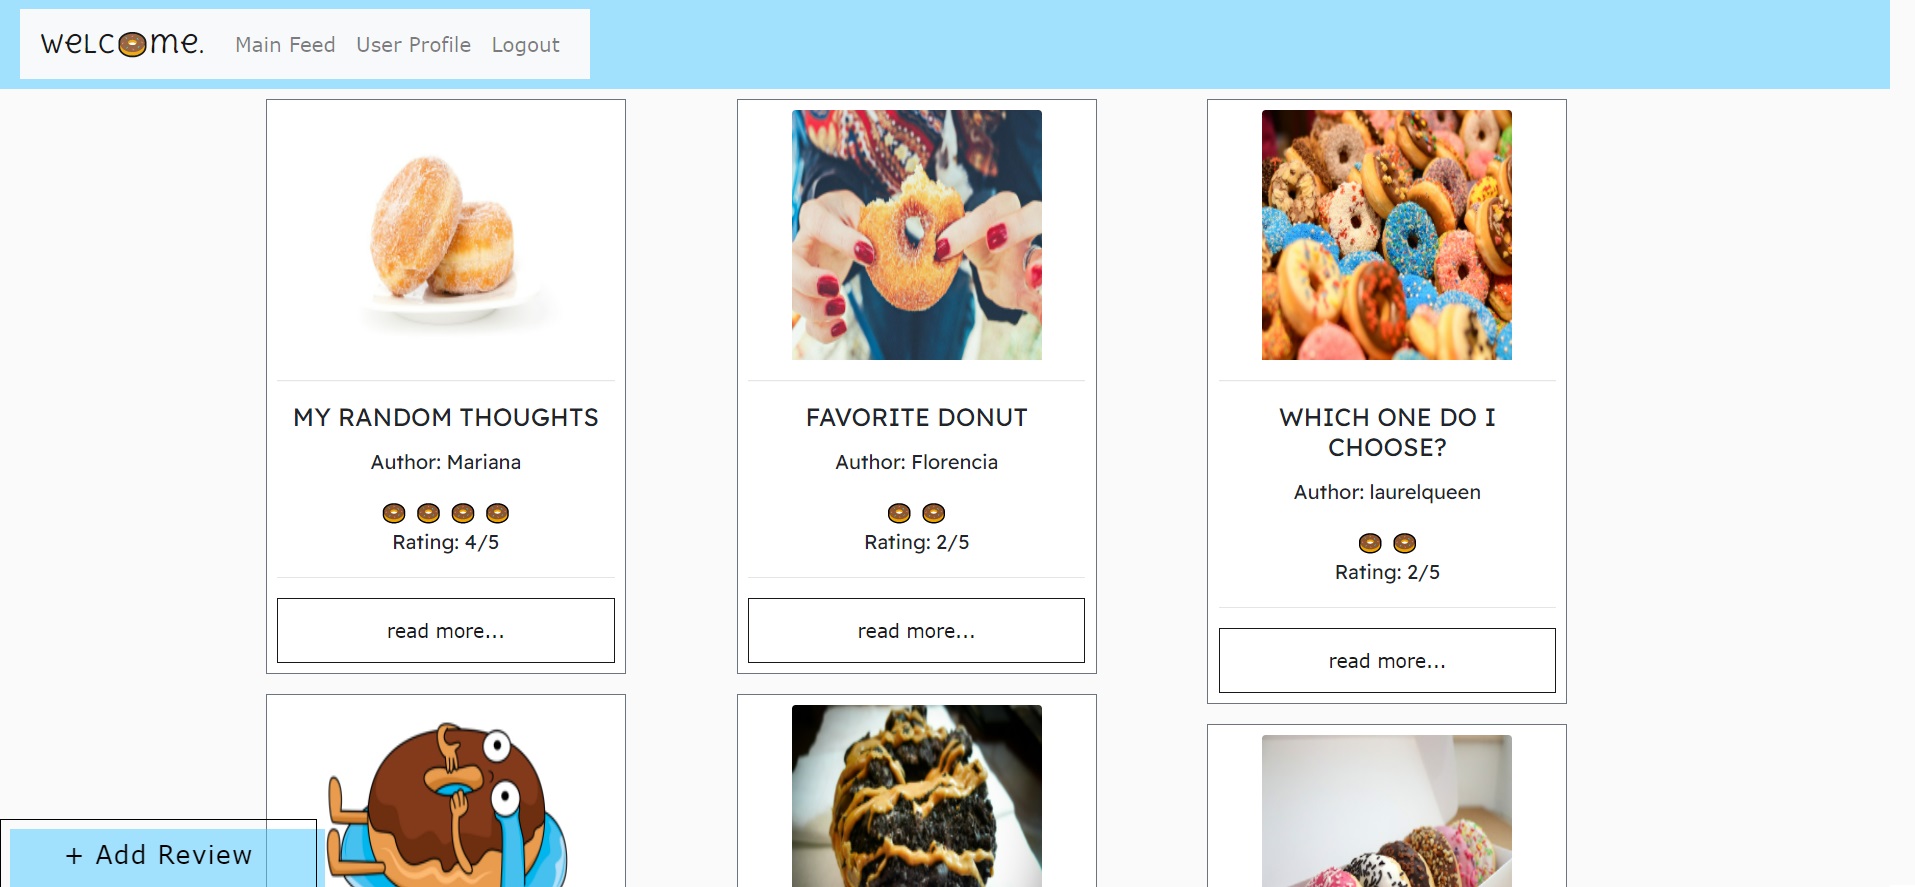 welcome.
Main Feed
User Profile
Logout
MY RANDOM THOUGHTS
Author: Mariana
Rating: 4/5
read more...
FAVORITE DONUT
Author: Florencia
Rating: 2/5
read more...
WHICH ONE DO I
CHOOSE?
Author: laurelqueen
Rating: 2/5
read more...
+ Add Review